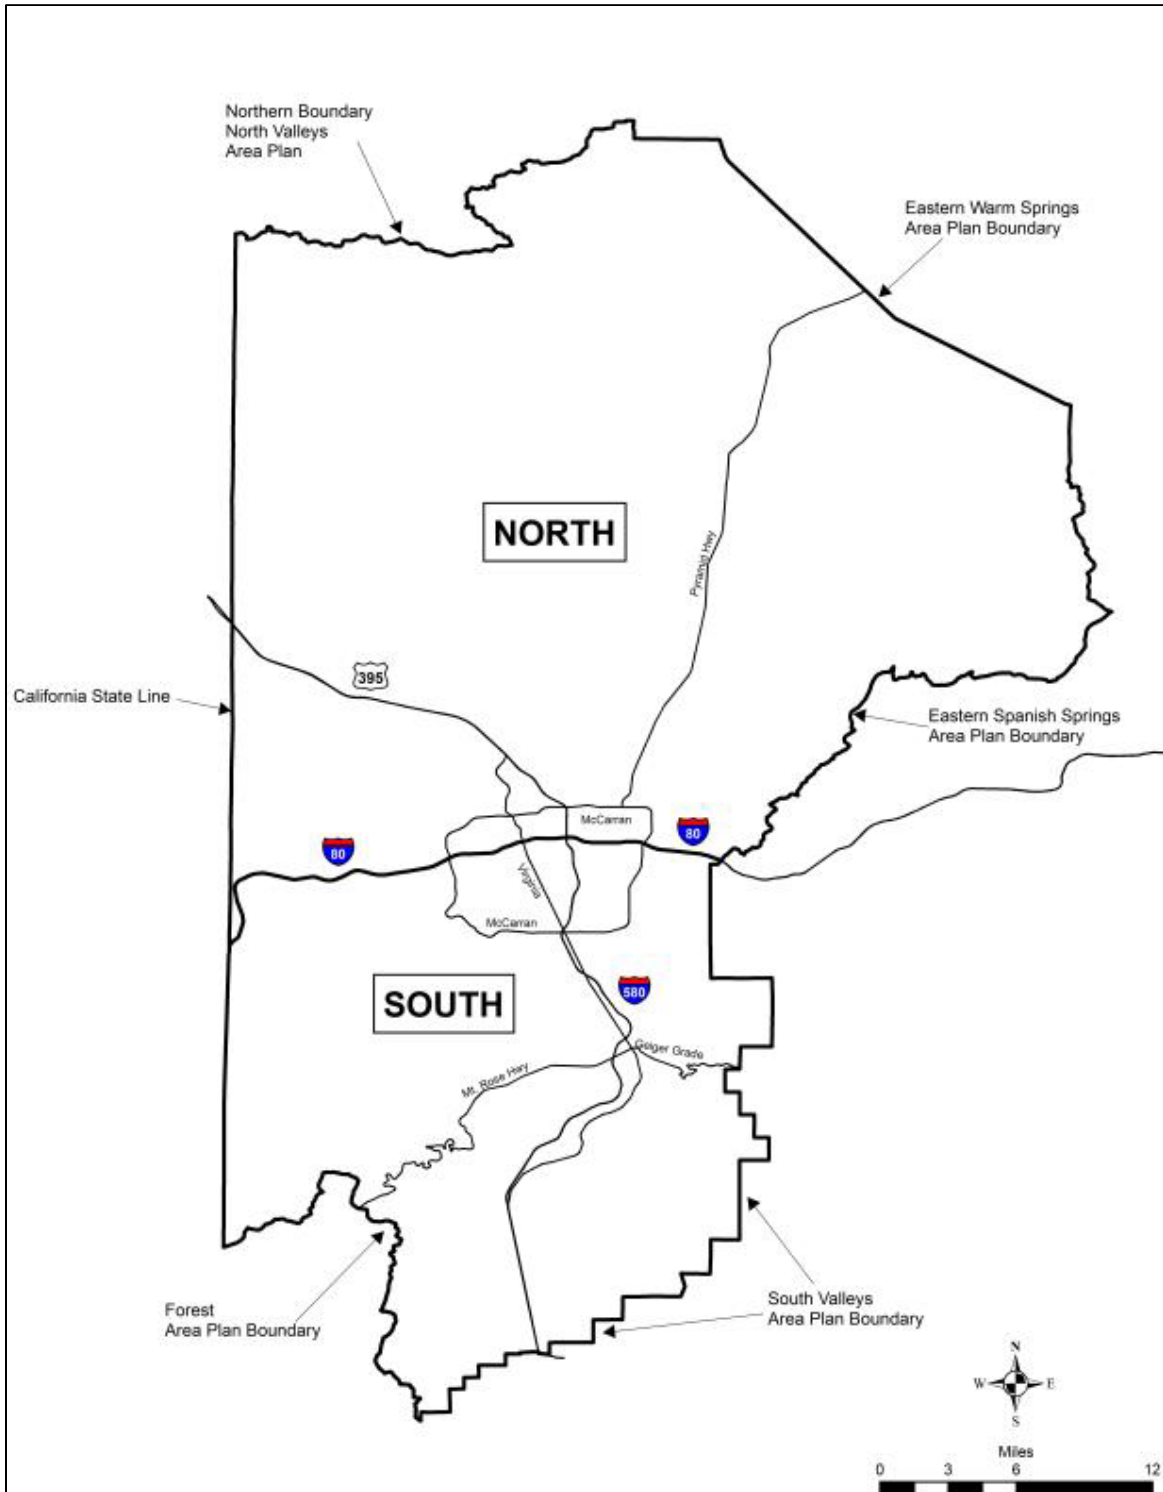 Northern Boundary
North Valleys
Area Plan
Eastern Warm Springs
Area Plan Boundary
NORTH
Pyramid Hwy
395
California State Line
Eastern Spanish Springs
Area Plan Boundary
McCarran
80
80
Virginia
McCarran
580
SOUTH
Geiger Grade
Mt. Rose Hwy
South Valleys
Area Plan Boundary
Forest
Area Plan Boundary
N
W
E
S
Miles
0 3 6 12